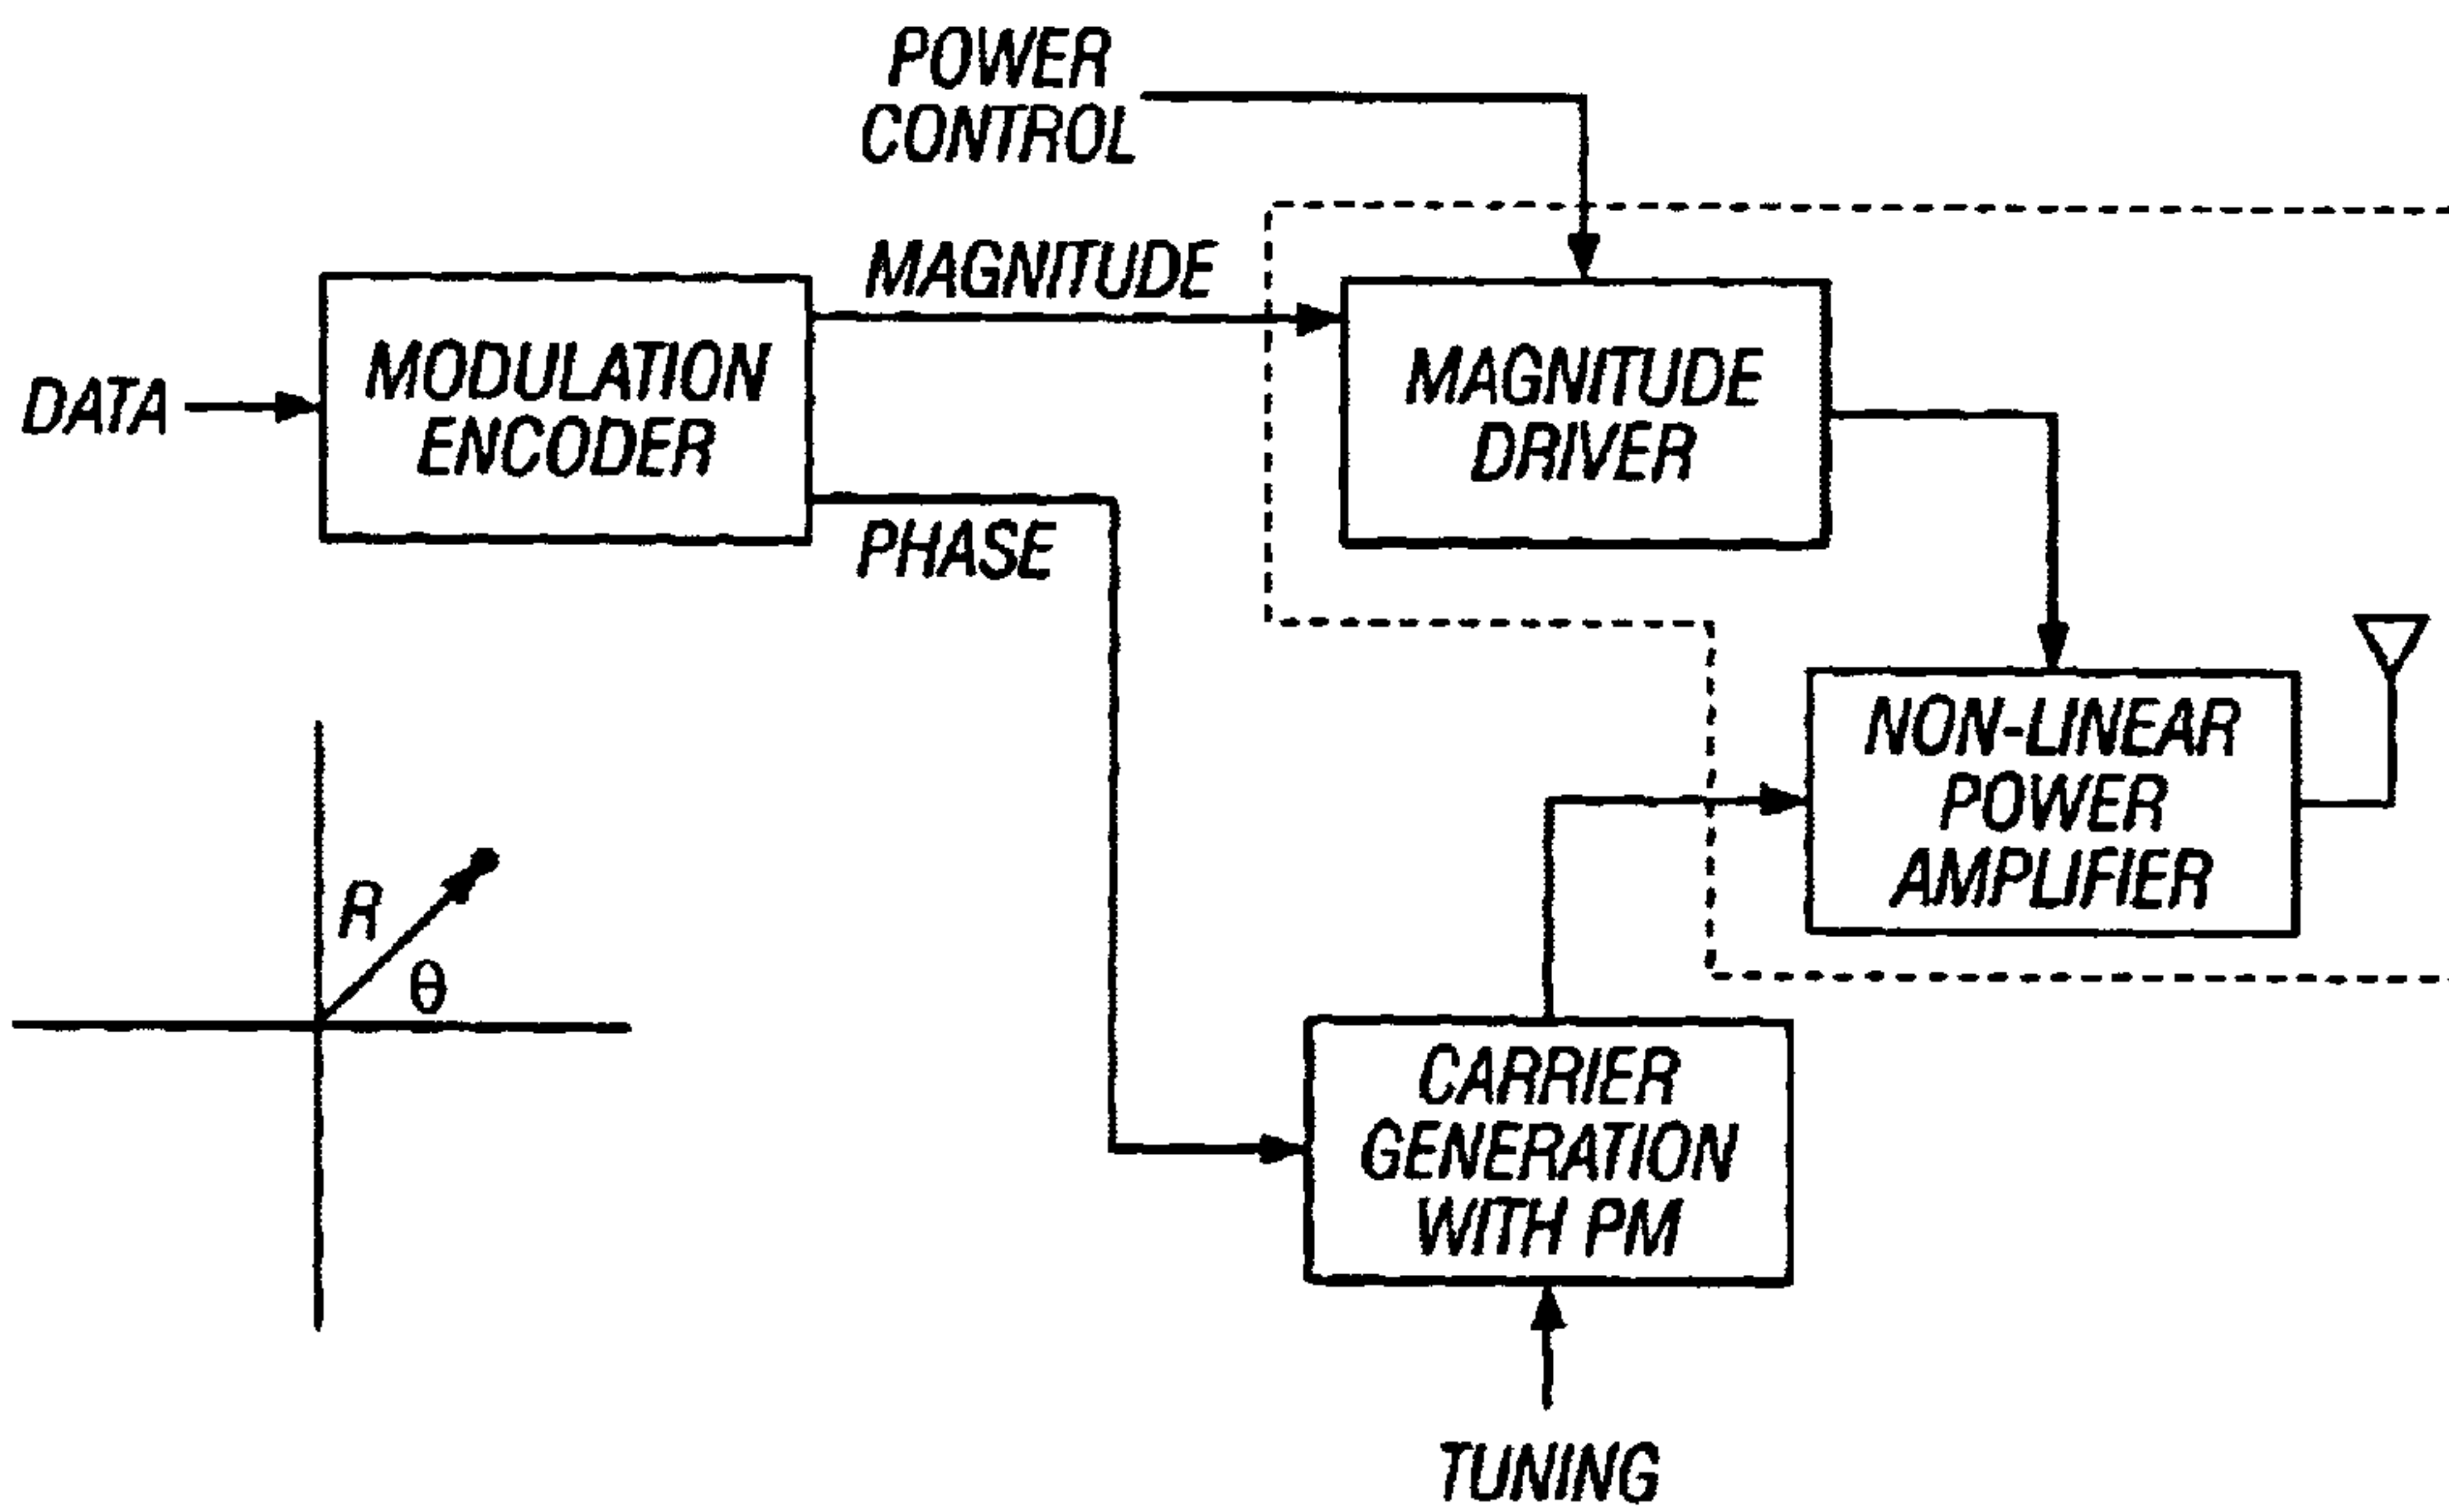 POWER
CONTROL
MAGNITUDE
DATA
MODULATION
ENCODER
PHASE
MAGNITUDE
DRIVER
NON-LINEAR
POWER
AMPLIFIER
R
θ
CARRIER
GENERATION
WITH PM
TUNING